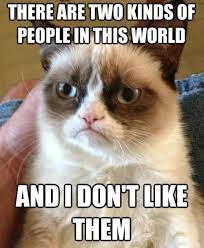 THERE ARE TWO KINDS OF
PEOPLE IN THIS WORLD
AND I DON'T LIKE
THEM